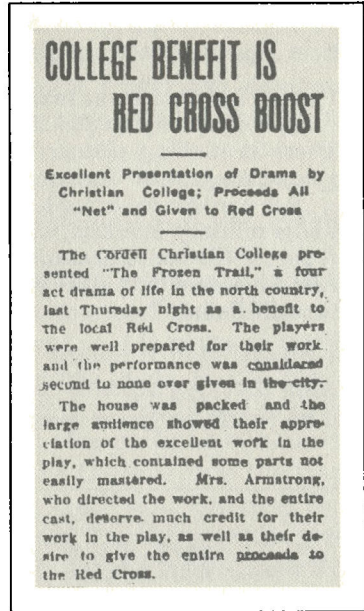 COLLEGE BENEFIT IS
RED CROSS BOOST
Excellent Presentation of Drama by
Christian College; Proceeds All
"Net" and Given to Red Cross
The Cordell Christian College pre-
sented "The Frozen Trail," a four
act drama of life in the north country,
last Thursday night as a benefit to
the local Red Cross. The players
were well prepared for their work
and the performance was considered
second to none over given in the city.
The house was packed and the
large audience showed their appre-
ciation of the excellent work in the
play, which contained some parts not
easily mastered. Mrs. Armstrong,
who directed the work, and the entire
cast, deserve much credit for their
work in the play, as well as their de-
sire to give the entire proceeds to
the Red Cross.